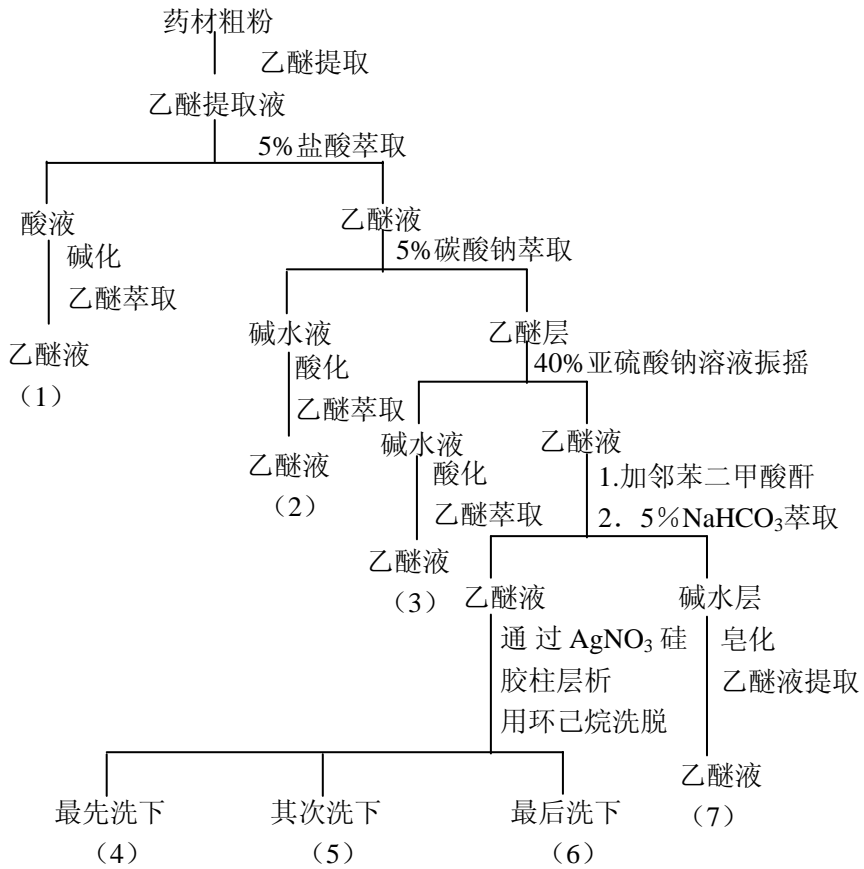 药材粗粉
乙醚提取
乙醚提取液
5%盐酸萃取
酸液
乙醚液
碱化
5%碳酸钠萃取
乙醚萃取
碱水液
乙醚层
乙醚液
酸化
40%亚硫酸钠溶液振摇
（1）
乙醚萃取
碱水液
乙醚液
乙醚液
酸化
1.加邻苯二甲酸酐
（2）
乙醚萃取
2．5％NaHCO₃萃取
乙醚液
（3）
乙醚液
碱水层
通 过 AgNO₃ 硅
皂化
胶柱层析
乙醚液提取
用环己烷洗脱
乙醚液
最先洗下
其次洗下
最后洗下
（7）
（4）
（5）
（6）